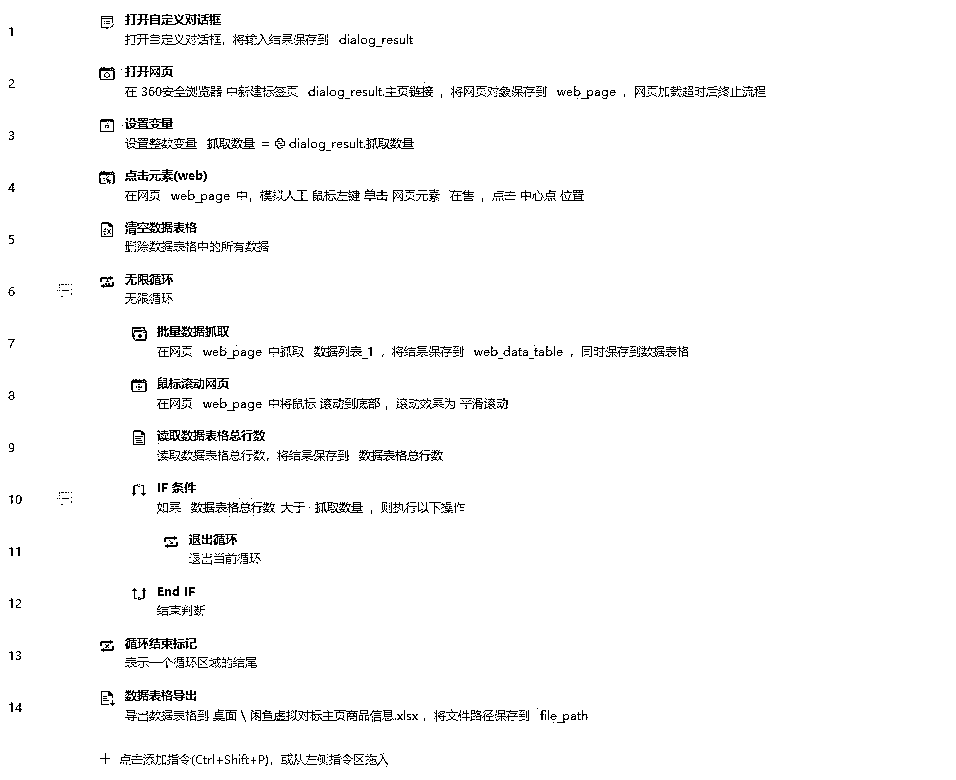 1
打开自定义对话框
打开自定义对话框，将输入结果保存到 dialog_result
2
打开网页
在 360安全浏览器 中新建标签页 dialog_result.主页链接 ，将网页对象保存到 web_page ，网页加载超时后终止流程
3
设置变量
设置整数变量 抓取数量 = dialog_result.抓取数量
4
点击元素(web)
在网页 web_page 中，模拟人工 鼠标左键 单击 网页元素 在售 ，点击 中心点 位置
5
清空数据表格
删除数据表格中的所有数据
6
无限循环
无限循环
7
批量数据抓取
在网页 web_page 中抓取 数据列表_1 ，将结果保存到 web_data_table ，同时保存到数据表格
8
鼠标滚动网页
在网页 web_page 中将鼠标 滚动到底部 ，滚动效果为 平滑滚动
9
读取数据表格总行数
读取数据表格总行数，将结果保存到 数据表格总行数
10
IF 条件
如果 数据表格总行数 大于 抓取数量 ，则执行以下操作
11
退出循环
退出当前循环
12
End IF
结束判断
13
循环结束标记
表示一个循环区域的结尾
14
数据表格导出
导出数据表格到 桌面 \ 闲鱼虚拟对标主页商品信息.xlsx ，将文件路径保存到 file_path
+ 点击添加指令(Ctrl+Shift+P)，或从左侧指令区拖入